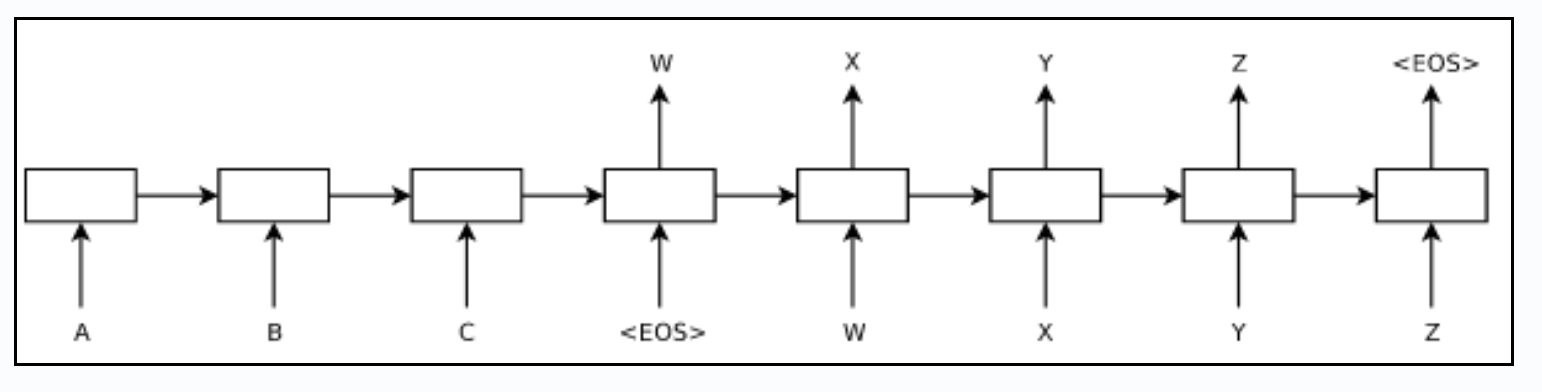 W X Y Z <EOS>
A B C <EOS> W X Y Z